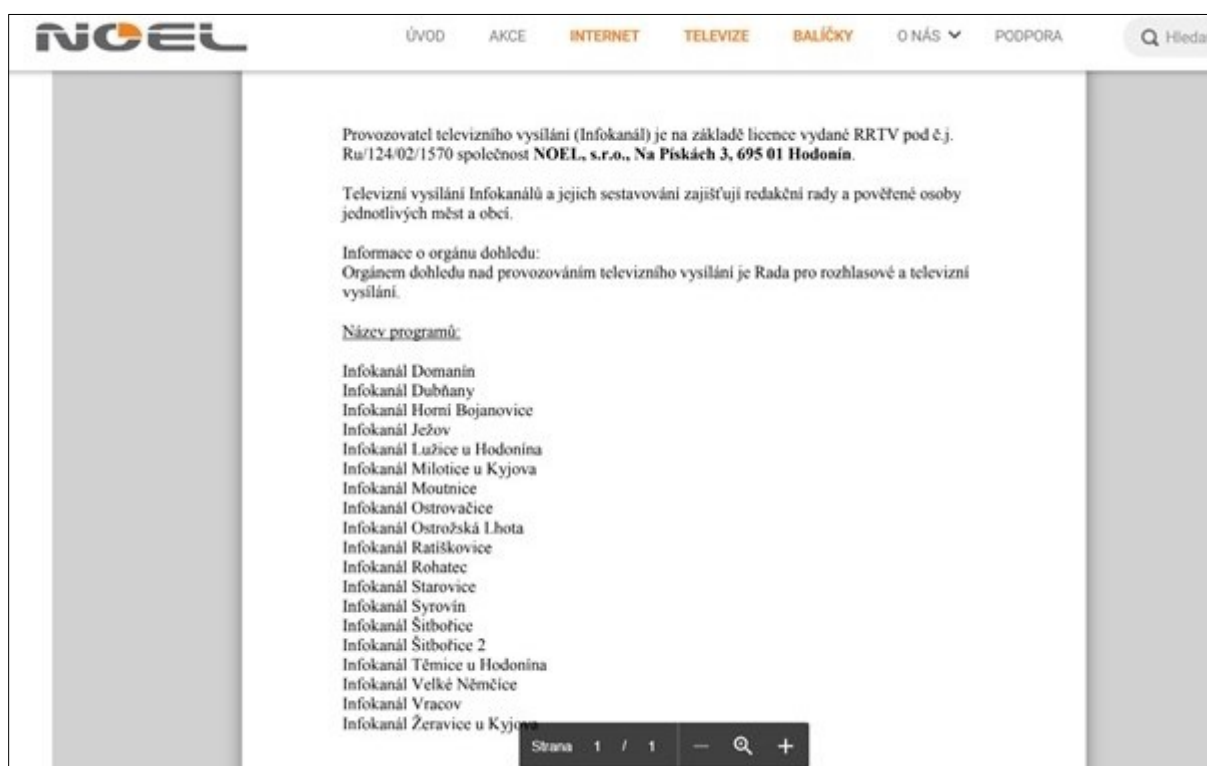 NOEL
ÚVOD AKCE INTERNET TELEVIZE BALÍČKY O NÁS PODPORA Hleda
Provozovatel televizního vysílání (Infokanál) je na základě licence vydané RRTV pod č.j.
Ru/124/02/1570 společnost NOEL, s.r.o., Na Pískách 3, 695 01 Hodonín.
Televizní vysílání Infokanálů a jejich sestavování zajišťují redakční rady a pověřené osoby
jednotlivých měst a obcí.
Informace o orgánu dohledu:
Orgánem dohledu nad provozováním televizního vysílání je Rada pro rozhlasové a televizní
vysílání.
Název programů:
Infokanál Domanín
Infokanál Dubňany
Infokanál Horní Bojanovice
Infokanál Ježov
Infokanál Lužice u Hodonína
Infokanál Milotice u Kyjova
Infokanál Moutnice
Infokanál Ostrovačice
Infokanál Ostrožská Lhota
Infokanál Ratíškovice
Infokanál Rohatec
Infokanál Starovice
Infokanál Syrovín
Infokanál Šitbořice
Infokanál Šitbořice 2
Infokanál Těmice u Hodonína
Infokanál Velké Němčice
Infokanál Vracov
Infokanál Žeravice u Kyjova
Strana 1 / 1